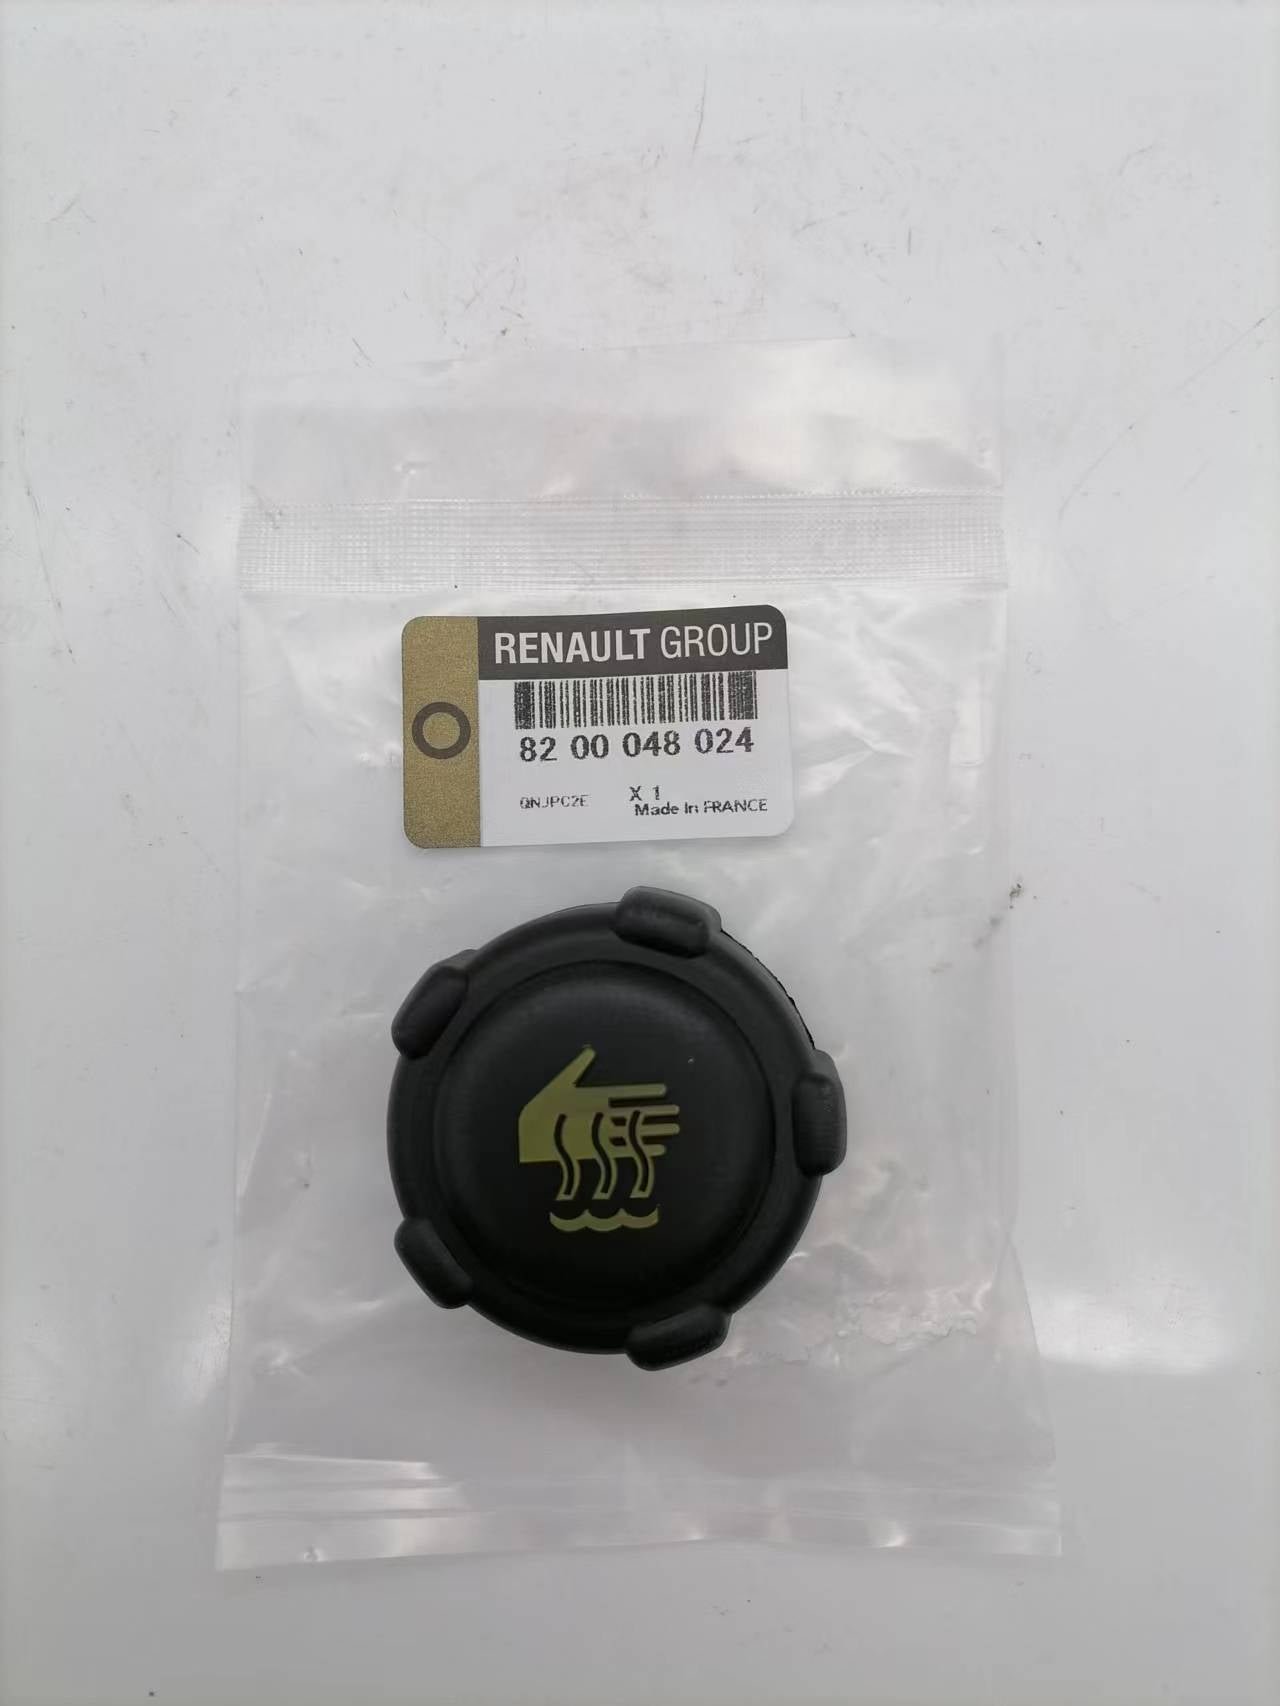 RENAULT GROUP
82 00 048 024
QNJPC2E X 1
Made In FRANCE